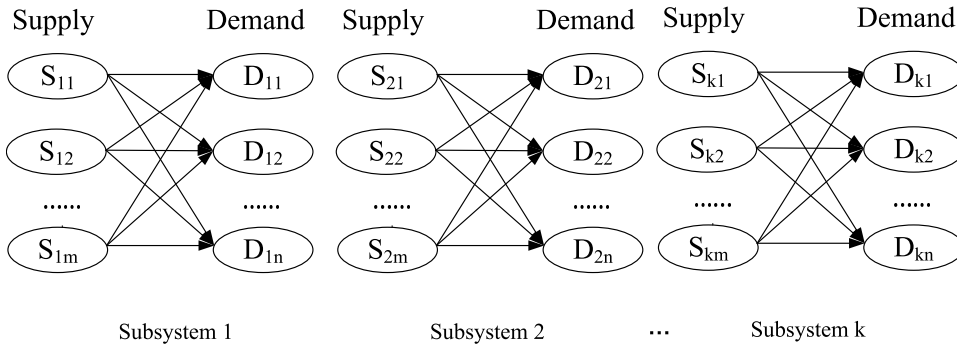 Supply Demand Supply Demand Supply Demand
S₁₁ D₁₁ S₂₁ D₂₁ Sₖ₁ Dₖ₁
S₁₂ D₁₂ S₂₂ D₂₂ Sₖ₂ Dₖ₂
...... ...... ...... ...... ...... ......
S₁ₘ D₁ₙ S₂ₘ D₂ₙ Sₖₘ Dₖₙ
Subsystem 1 Subsystem 2 ... Subsystem k